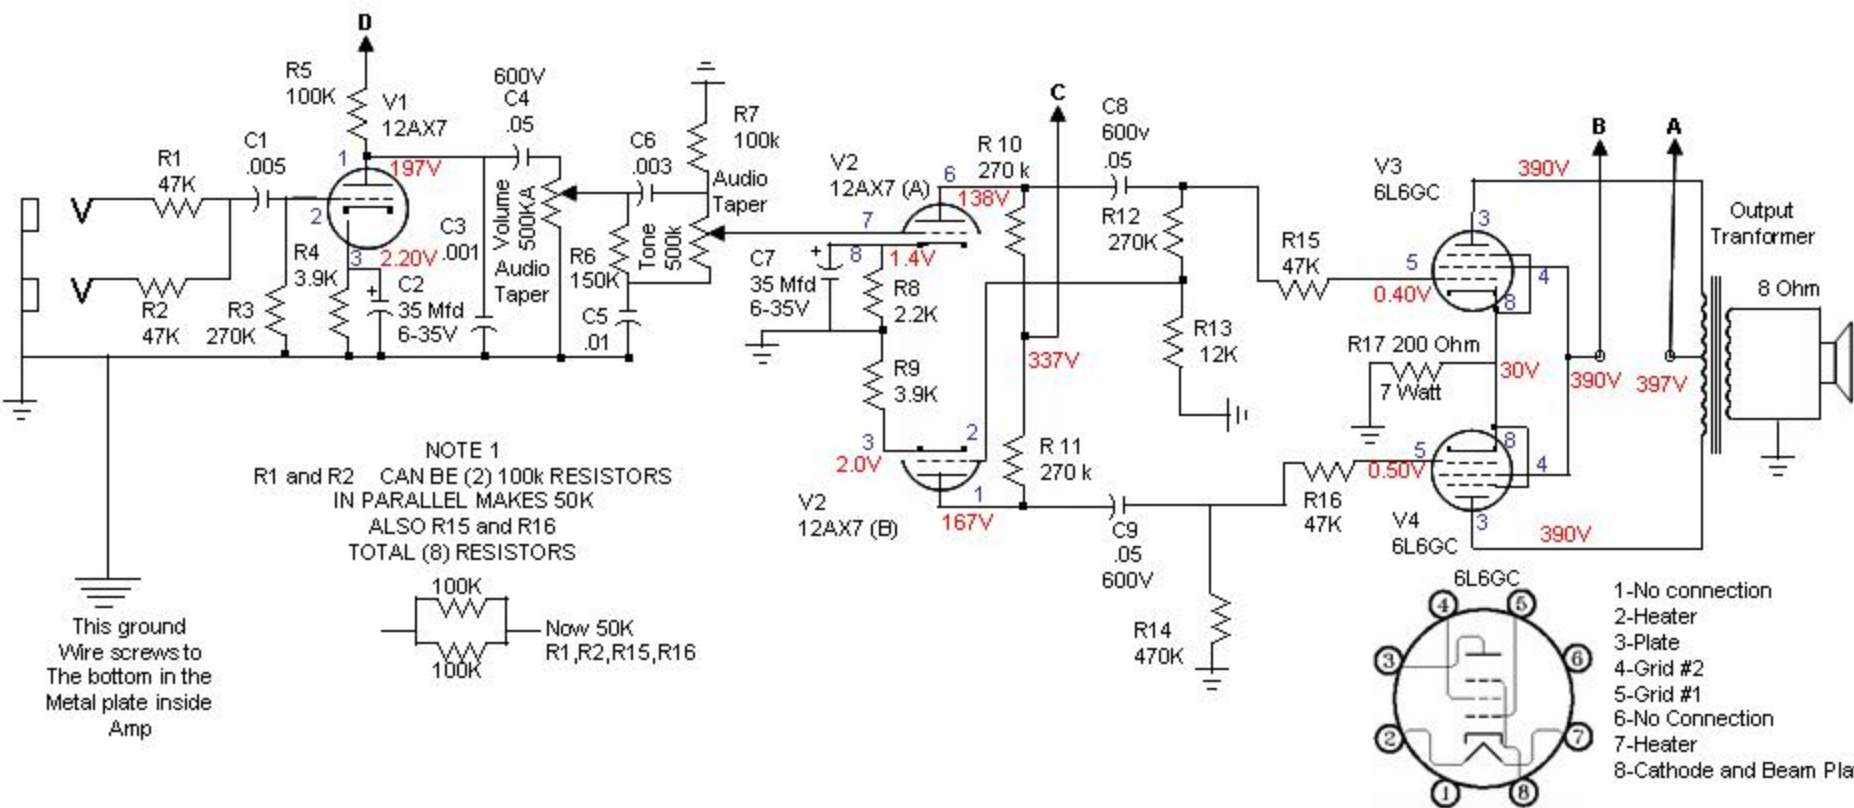 D
R5
100K
V1
12AX7
600V
C4
.05
R1
47K
C1
.005
1
197V
2
R2
47K
R3
270K
R4
3.9K
3
2.20V
C2
35 Mfd
6-35V
C3
.001
Volume
500KA
Audio
Taper
C6
.003
R7
100k
Audio
Taper
R6
150K
Tone
500k
C5
.01
V2
12AX7 (A)
6
138V
7
C7
35 Mfd
6-35V
8
1.4V
R8
2.2K
R9
3.9K
3
2.0V
2
1
167V
V2
12AX7 (B)
R 10
270 k
C
337V
R 11
270 k
C8
600v
.05
R12
270K
R13
12K
C9
.05
600V
R14
470K
R15
47K
R16
47K
V3
6L6GC
390V
3
5
0.40V
4
8
R17 200 Ohm
7 Watt
30V
B
390V
A
397V
Output
Tranformer
8 Ohm
5
0.50V
8
4
3
V4
6L6GC
390V
NOTE 1
R1 and R2 CAN BE (2) 100k RESISTORS
IN PARALLEL MAKES 50K
ALSO R15 and R16
TOTAL (8) RESISTORS
100K
100K
Now 50K
R1,R2,R15,R16
This ground
Wire screws to
The bottom in the
Metal plate inside
Amp
6L6GC
4
5
3
6
2
7
1
8
1-No connection
2-Heater
3-Plate
4-Grid #2
5-Grid #1
6-No Connection
7-Heater
8-Cathode and Beam Pla